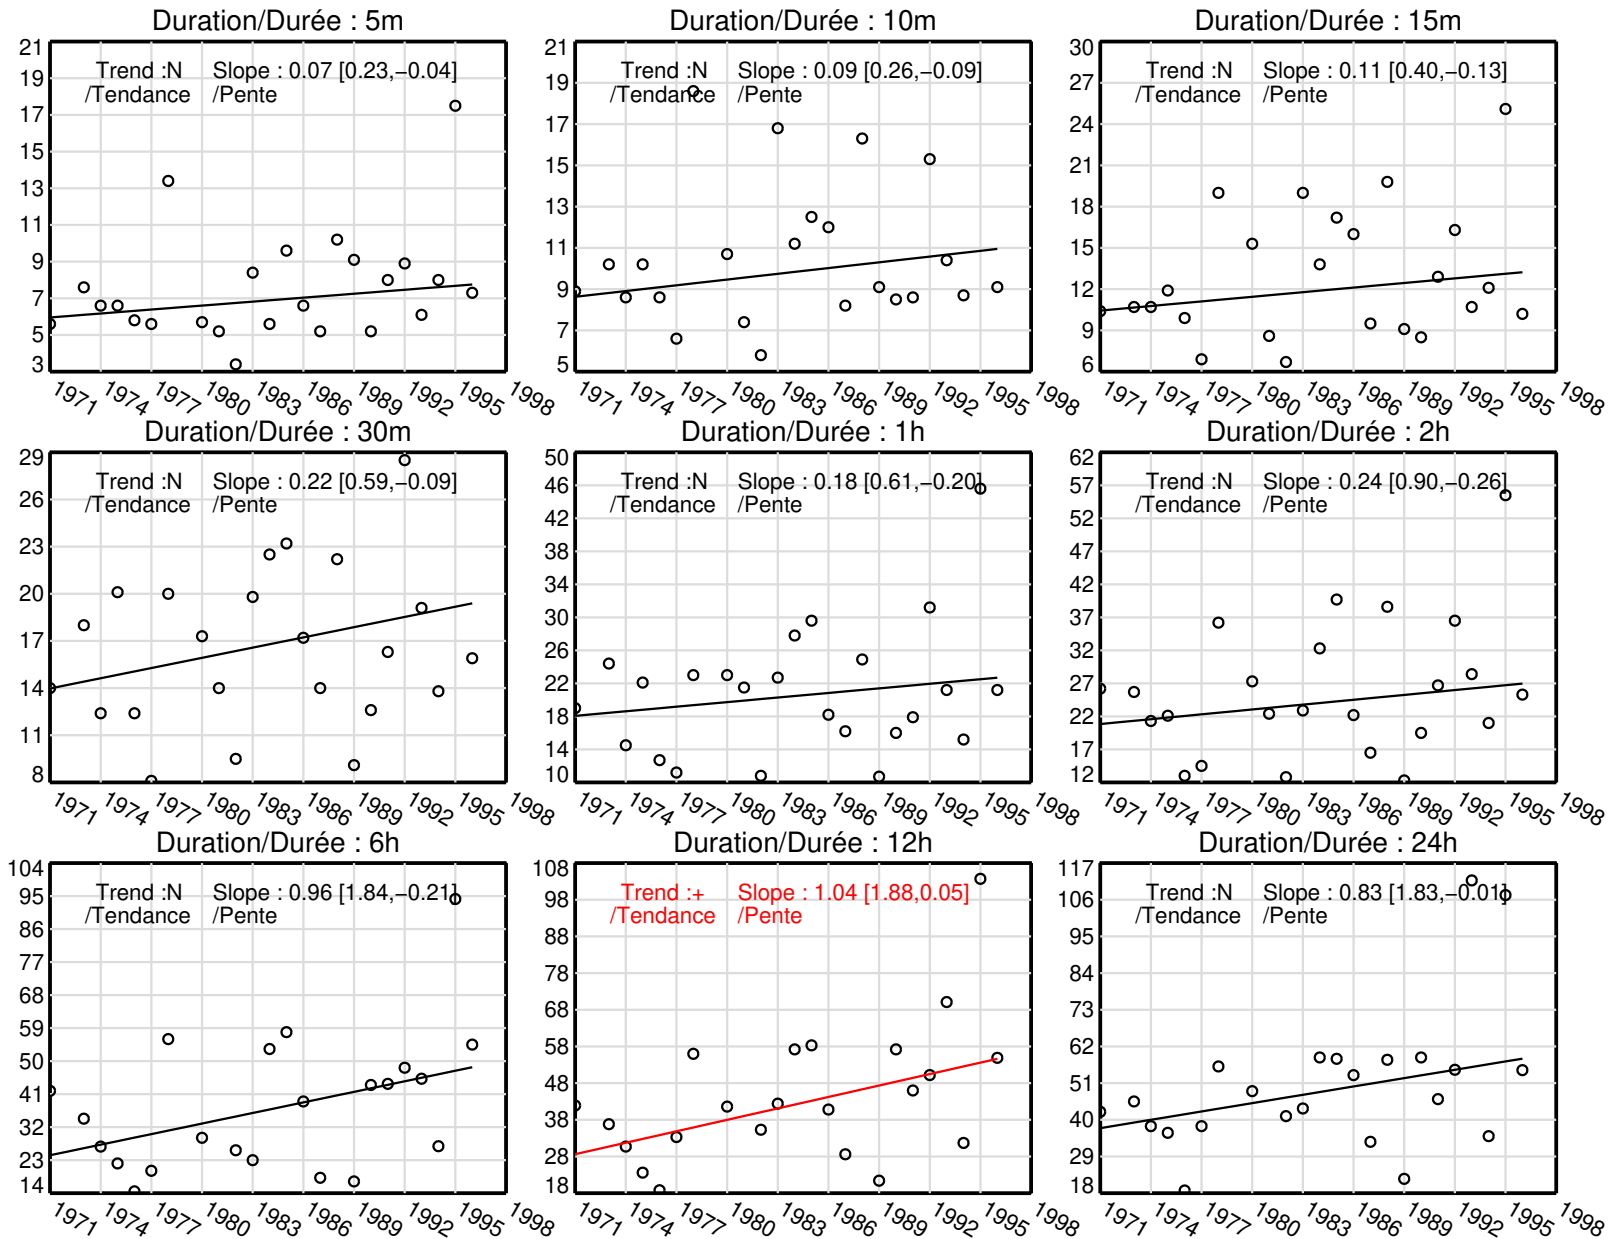 Duration/Durée : 5m
21
19
17
15
13
11
9
7
5
3
Trend :N Slope : 0.07 [0.23,−0.04]
/Tendance /Pente
1971 1974 1977 1980 1983 1986 1989 1992 1995 1998
Duration/Durée : 10m
21
19
17
15
13
11
9
7
5
Trend :N Slope : 0.09 [0.26,−0.09]
/Tendance /Pente
1971 1974 1977 1980 1983 1986 1989 1992 1995 1998
Duration/Durée : 15m
30
27
24
21
18
15
12
9
6
Trend :N Slope : 0.11 [0.40,−0.13]
/Tendance /Pente
1971 1974 1977 1980 1983 1986 1989 1992 1995 1998
Duration/Durée : 30m
29
26
23
20
17
14
11
8
Trend :N Slope : 0.22 [0.59,−0.09]
/Tendance /Pente
1971 1974 1977 1980 1983 1986 1989 1992 1995 1998
Duration/Durée : 1h
50
46
42
38
34
30
26
22
18
14
10
Trend :N Slope : 0.18 [0.61,−0.20]
/Tendance /Pente
1971 1974 1977 1980 1983 1986 1989 1992 1995 1998
Duration/Durée : 2h
62
57
52
47
42
37
32
27
22
17
12
Trend :N Slope : 0.24 [0.90,−0.26]
/Tendance /Pente
1971 1974 1977 1980 1983 1986 1989 1992 1995 1998
Duration/Durée : 6h
104
95
86
77
68
59
50
41
32
23
14
Trend :N Slope : 0.96 [1.84,−0.21]
/Tendance /Pente
1971 1974 1977 1980 1983 1986 1989 1992 1995 1998
Duration/Durée : 12h
108
98
88
78
68
58
48
38
28
18
Trend :+ Slope : 1.04 [1.88,0.05]
/Tendance /Pente
1971 1974 1977 1980 1983 1986 1989 1992 1995 1998
Duration/Durée : 24h
117
106
95
84
73
62
51
40
29
18
Trend :N Slope : 0.83 [1.83,−0.01]
/Tendance /Pente
1971 1974 1977 1980 1983 1986 1989 1992 1995 1998